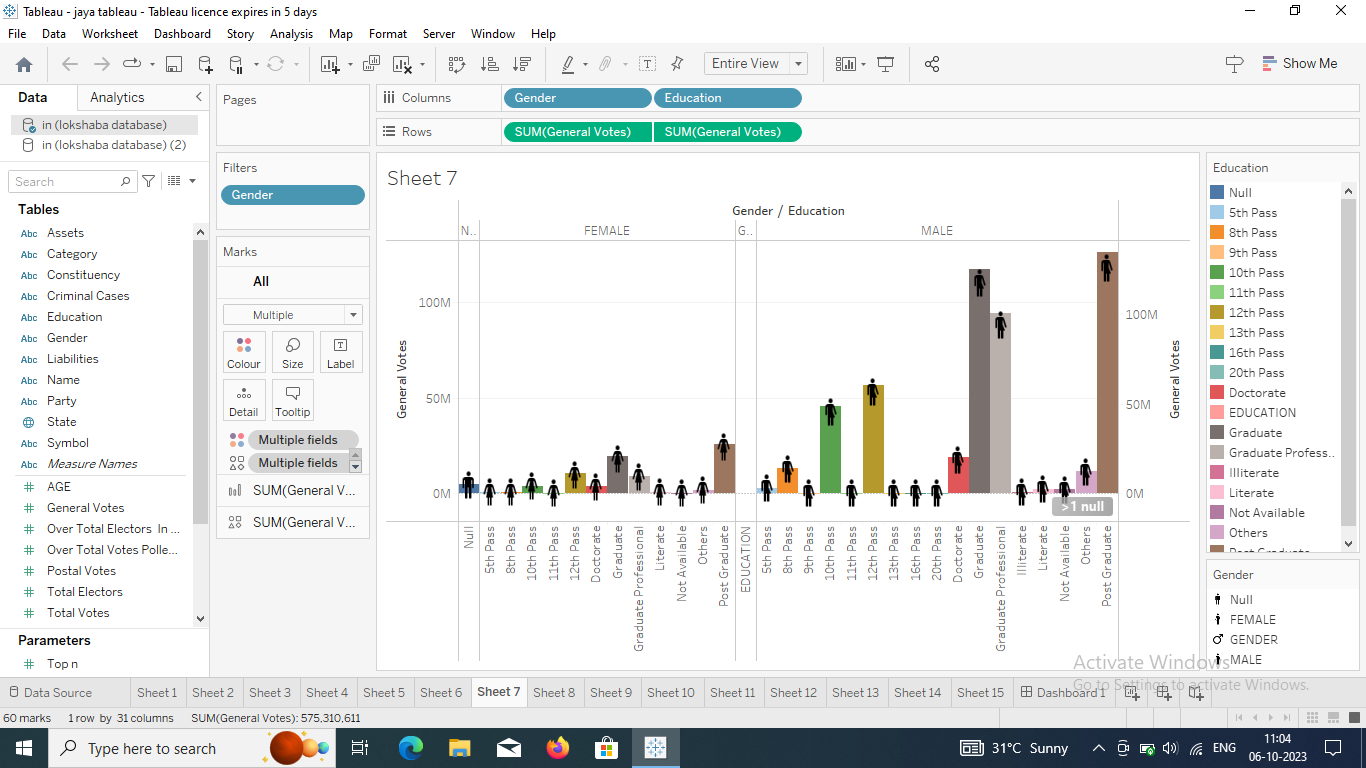 Tableau - jaya tableau - Tableau licence expires in 5 days
File Data Worksheet Dashboard Story Analysis Map Format Server Window Help
Entire View
Show Me
Data Analytics
in (lokshaba database)
in (lokshaba database) (2)
Search
Tables
Abc Assets
Abc Category
Abc Constituency
Abc Criminal Cases
Abc Education
Abc Gender
Abc Liabilities
Abc Name
Abc Party
State
Abc Symbol
Abc Measure Names
# AGE
# General Votes
# Over Total Electors In ...
# Over Total Votes Polle...
# Postal Votes
# Total Electors
# Total Votes
Parameters
# Top n
Pages
Filters
Gender
Marks
All
Multiple
Colour Size Label
Detail Tooltip
Multiple fields
Multiple fields
SUM(General V...
SUM(General V...
Columns Gender Education
Rows SUM(General Votes) SUM(General Votes)
Sheet 7
Gender / Education
N.. FEMALE G.. MALE
General Votes
100M
50M
0M
100M
50M
0M
General Votes
>1 null
Null
5th Pass
8th Pass
10th Pass
11th Pass
12th Pass
Doctorate
Graduate
Graduate Professional
Literate
Not Available
Others
Post Graduate
EDUCATION
5th Pass
8th Pass
9th Pass
10th Pass
11th Pass
12th Pass
13th Pass
16th Pass
20th Pass
Doctorate
Graduate
Graduate Professional
Illiterate
Literate
Not Available
Others
Post Graduate
Education
Null
5th Pass
8th Pass
9th Pass
10th Pass
11th Pass
12th Pass
13th Pass
16th Pass
20th Pass
Doctorate
EDUCATION
Graduate
Graduate Profess..
Illiterate
Literate
Not Available
Others
Post Graduate
Gender
Null
FEMALE
GENDER
MALE
Activate Windows
Go to Settings to activate Windows.
Data Source Sheet 1 Sheet 2 Sheet 3 Sheet 4 Sheet 5 Sheet 6 Sheet 7 Sheet 8 Sheet 9 Sheet 10 Sheet 11 Sheet 12 Sheet 13 Sheet 14 Sheet 15 Dashboard 1
60 marks 1 row by 31 columns SUM(General Votes): 575,310,611
Type here to search
31°C Sunny
ENG
11:04
06-10-2023